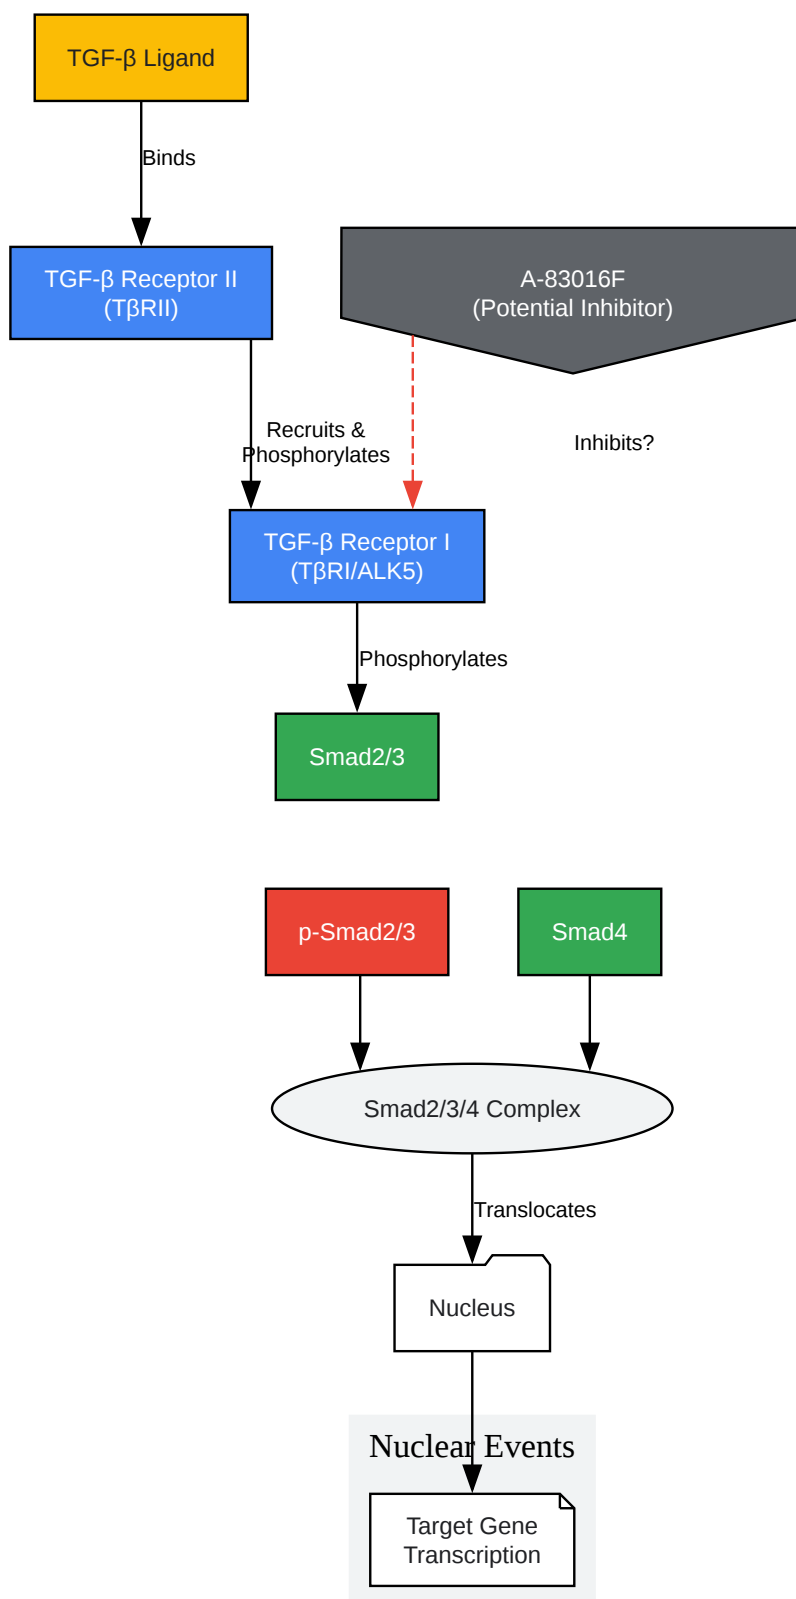 TGF-β Ligand
Binds
TGF-β Receptor II
(TβRII)
A-83016F
(Potential Inhibitor)
Recruits &
Phosphorylates
Inhibits?
TGF-β Receptor I
(TβRI/ALK5)
Phosphorylates
Smad2/3
p-Smad2/3
Smad4
Smad2/3/4 Complex
Translocates
Nucleus
Nuclear Events
Target Gene
Transcription